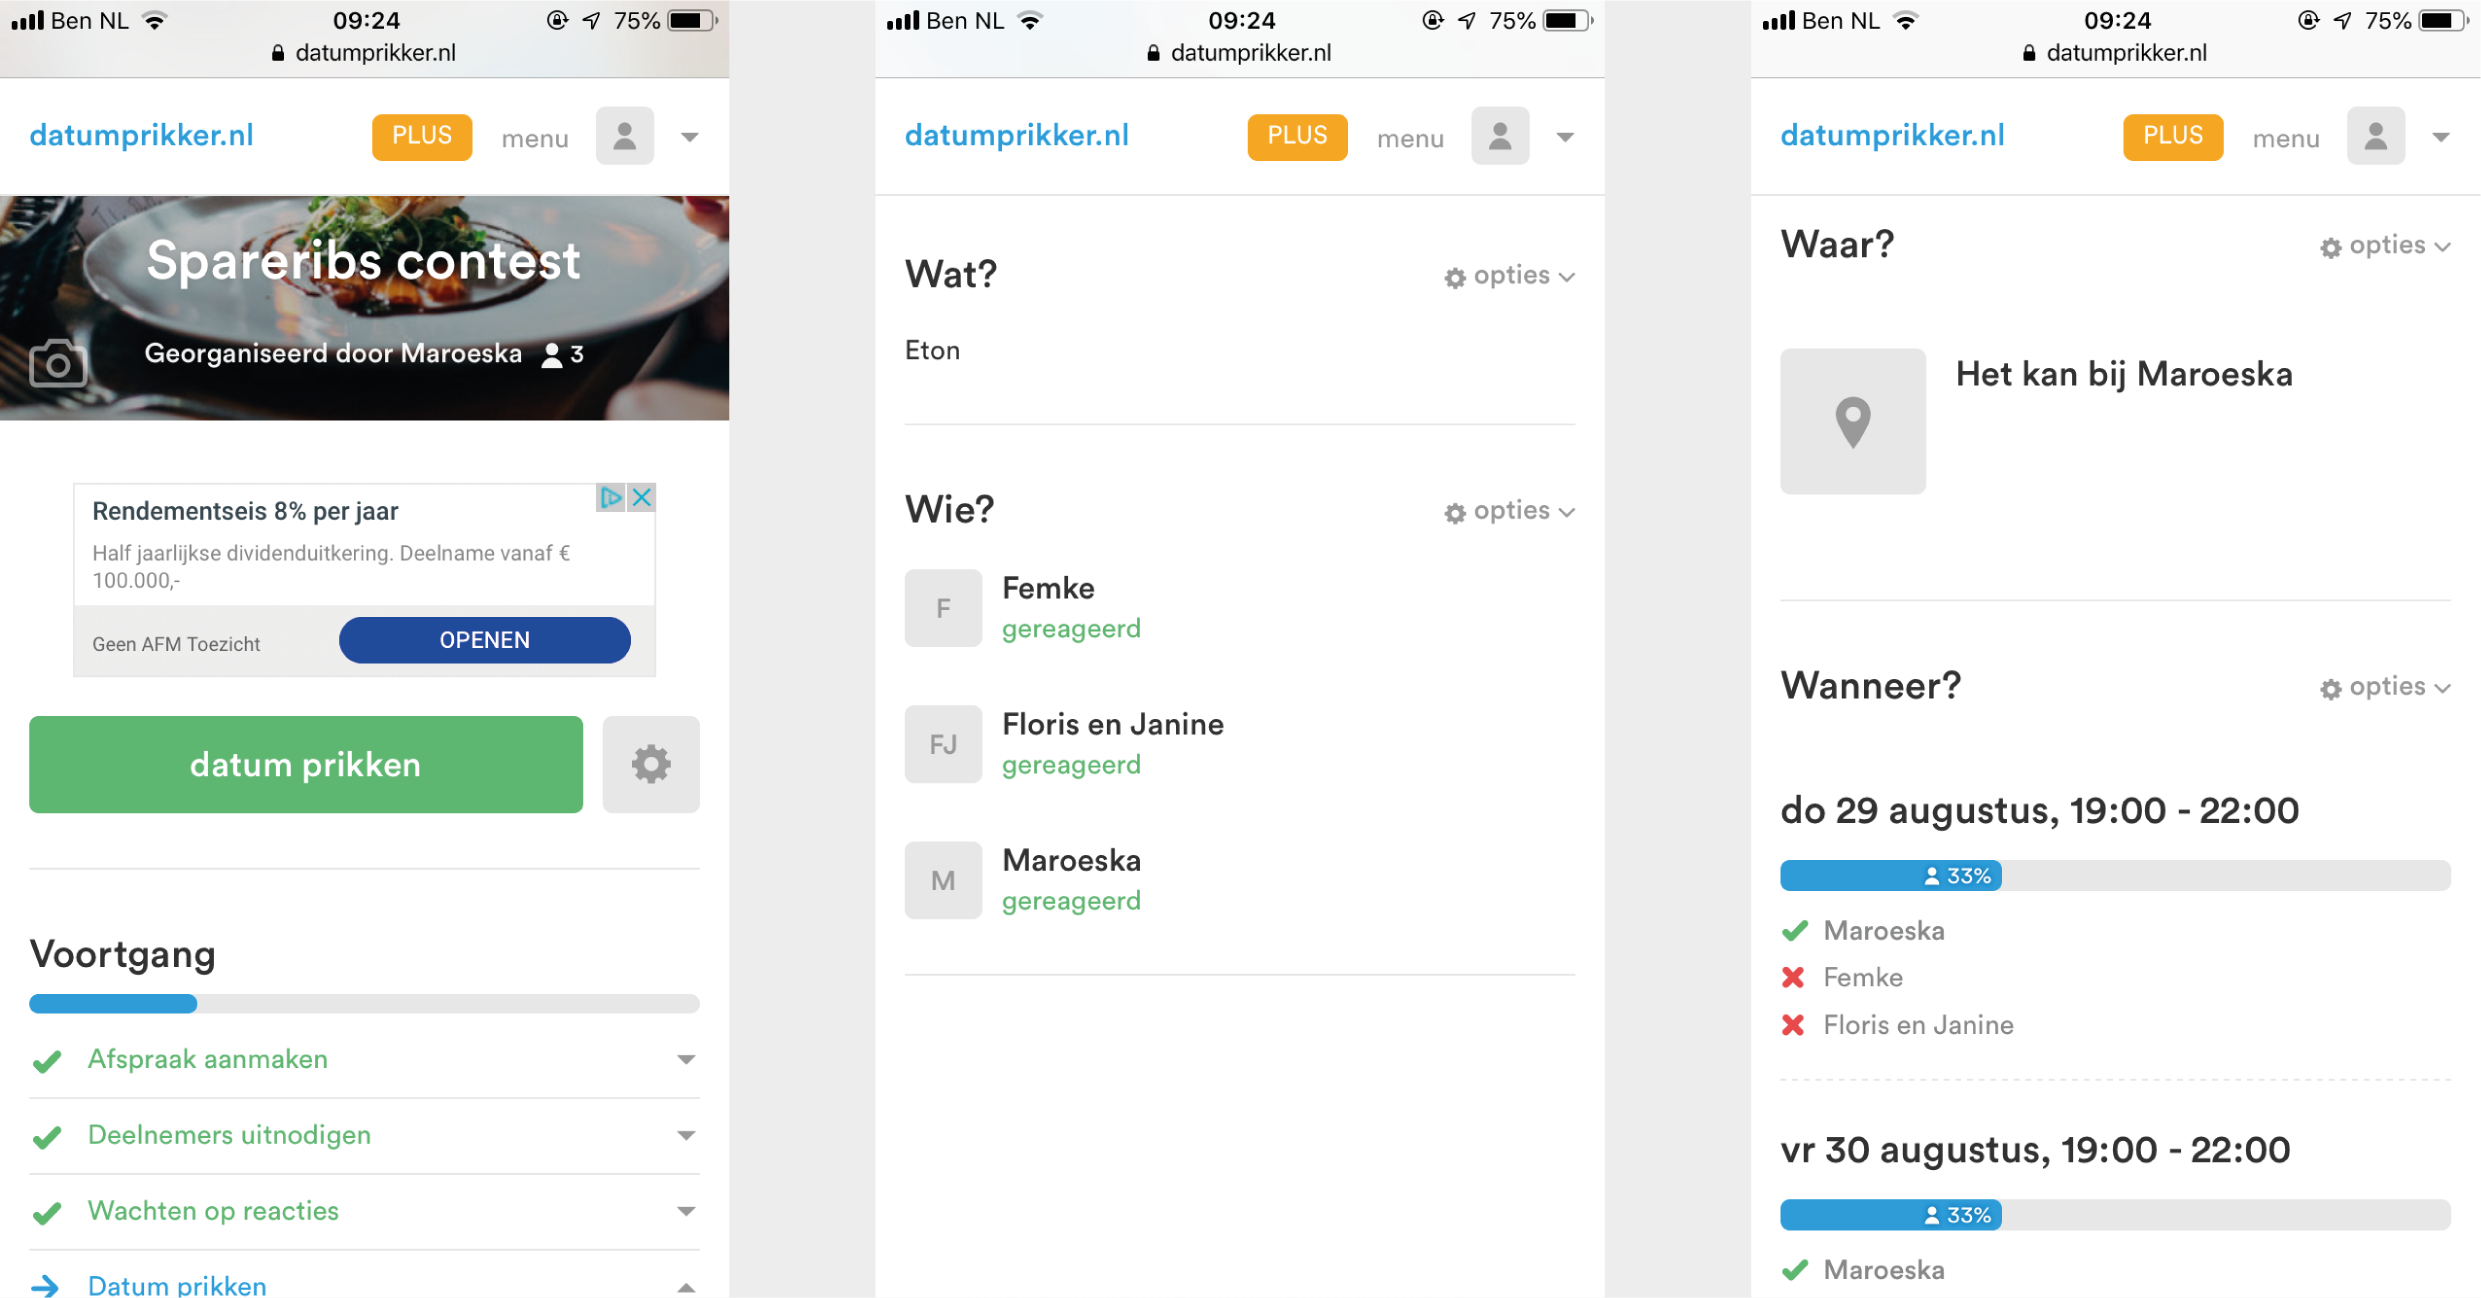 Ben NL
09:24
75%
datumprikker.nl
datumprikker.nl
PLUS
menu
Spareribs contest
Georganiseerd door Maroeska 3
Rendementseis 8% per jaar
Half jaarlijkse dividenduitkering. Deelname vanaf €
100.000,-
Geen AFM Toezicht
OPENEN
datum prikken
Voortgang
Afspraak aanmaken
Deelnemers uitnodigen
Wachten op reacties
Datum prikken
Ben NL
09:24
75%
datumprikker.nl
datumprikker.nl
PLUS
menu
Wat?
opties
Eton
Wie?
opties
F
Femke
gereageerd
FJ
Floris en Janine
gereageerd
M
Maroeska
gereageerd
Ben NL
09:24
75%
datumprikker.nl
datumprikker.nl
PLUS
menu
Waar?
opties
Het kan bij Maroeska
Wanneer?
opties
do 29 augustus, 19:00 - 22:00
33%
Maroeska
Femke
Floris en Janine
vr 30 augustus, 19:00 - 22:00
33%
Maroeska